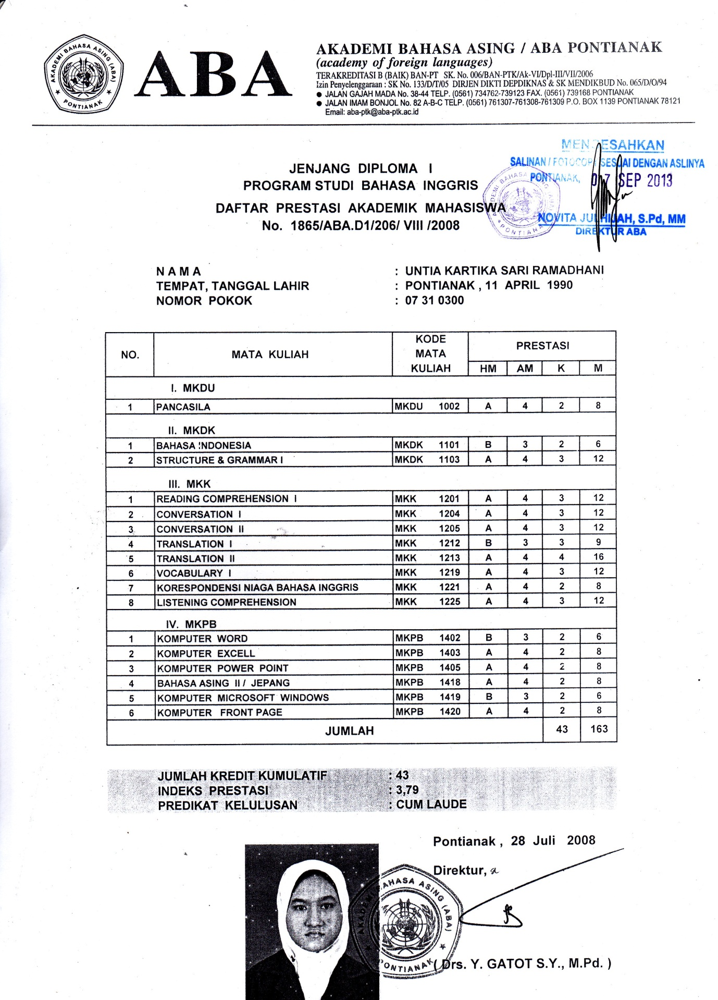 AKADEMI BAHASA ASING (ABA)
PONTIANAK
ABA
AKADEMI BAHASA ASING / ABA PONTIANAK
(academy of foreign languages)
TERAKREDITASI B (BAIK) BAN-PT SK. No. 006/BAN-PTK/Ak-VI/Dpl-III/VII/2006
Izin Penyelenggaraan : SK No. 133/D/T/05 DIRJEN DIKTI DEPDIKNAS & SK MENDIKBUD No. 065/D/O/94
● JALAN GAJAH MADA No. 38-44 TELP. (0561) 734762-739123 FAX. (0561) 739168 PONTIANAK
● JALAN IMAM BONJOL No. 82 A-B-C TELP. (0561) 761307-761308-761309 P.O. BOX 1139 PONTIANAK 78121
Email: aba-ptk@aba-ptk.ac.id
MENGESAHKAN
SALINAN / FOTOCOPI SESUAI DENGAN ASLINYA
PONTIANAK, 07 SEP 2013
NOVITA JULHIJAH, S.Pd, MM
DIREKTUR ABA
AKADEMI BAHASA ASING (ABA)
PONTIANAK
JENJANG DIPLOMA I
PROGRAM STUDI BAHASA INGGRIS
DAFTAR PRESTASI AKADEMIK MAHASISWA
No. 1865/ABA.D1/206/ VIII /2008
N A M A : UNTIA KARTIKA SARI RAMADHANI
TEMPAT, TANGGAL LAHIR : PONTIANAK , 11 APRIL 1990
NOMOR POKOK : 07 31 0300
NO. MATA KULIAH KODE MATA KULIAH PRESTASI
HM AM K M
I. MKDU
1 PANCASILA MKDU 1002 A 4 2 8
II. MKDK
1 BAHASA INDONESIA MKDK 1101 B 3 2 6
2 STRUCTURE & GRAMMAR I MKDK 1103 A 4 3 12
III. MKK
1 READING COMPREHENSION I MKK 1201 A 4 3 12
2 CONVERSATION I MKK 1204 A 4 3 12
3 CONVERSATION II MKK 1205 A 4 3 12
4 TRANSLATION I MKK 1212 B 3 3 9
5 TRANSLATION II MKK 1213 A 4 4 16
6 VOCABULARY I MKK 1219 A 4 3 12
7 KORESPONDENSI NIAGA BAHASA INGGRIS MKK 1221 A 4 2 8
8 LISTENING COMPREHENSION MKK 1225 A 4 3 12
IV. MKPB
1 KOMPUTER WORD MKPB 1402 B 3 2 6
2 KOMPUTER EXCELL MKPB 1403 A 4 2 8
3 KOMPUTER POWER POINT MKPB 1405 A 4 2 8
4 BAHASA ASING II / JEPANG MKPB 1418 A 4 2 8
5 KOMPUTER MICROSOFT WINDOWS MKPB 1419 B 3 2 6
6 KOMPUTER FRONT PAGE MKPB 1420 A 4 2 8
JUMLAH 43 163
JUMLAH KREDIT KUMULATIF : 43
INDEKS PRESTASI : 3,79
PREDIKAT KELULUSAN : CUM LAUDE
Pontianak , 28 Juli 2008
Direktur,
AKADEMI BAHASA ASING (ABA)
PONTIANAK
( Drs. Y. GATOT S.Y., M.Pd. )